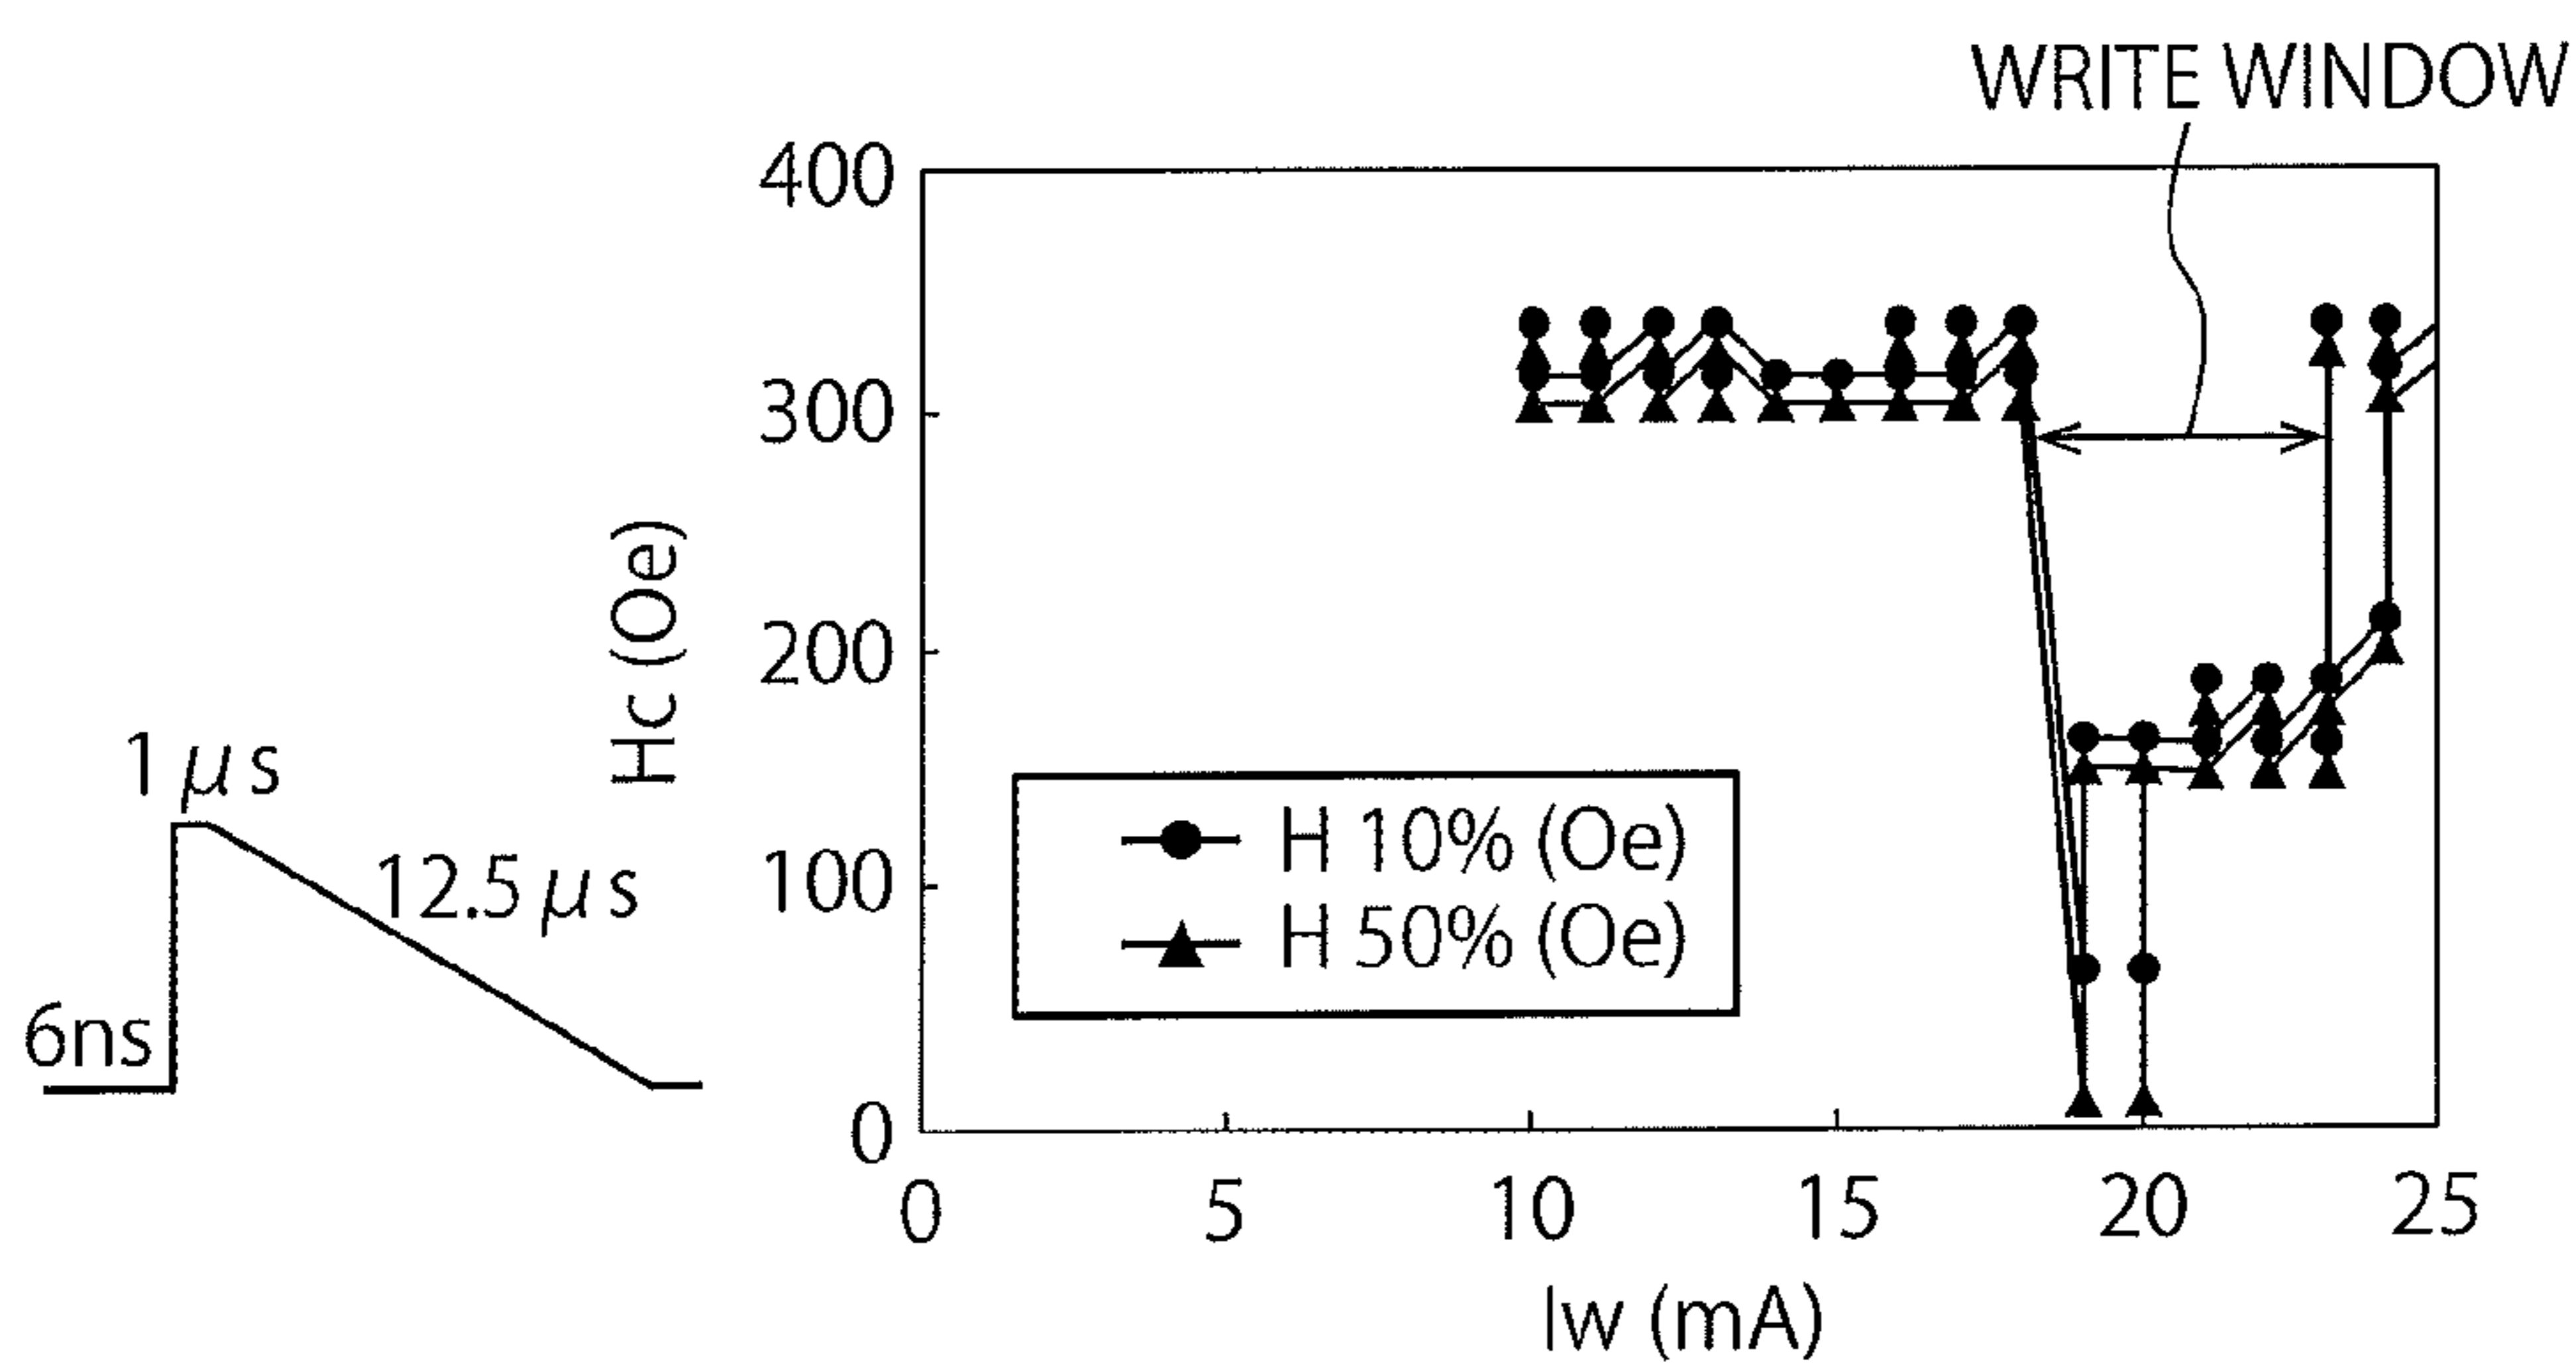 WRITE WINDOW
400
300
200
100
0
Hc (Oe)
1 μs
12.5 μs
6ns
H 10% (Oe)
H 50% (Oe)
0
5
10
15
20
25
Iw (mA)